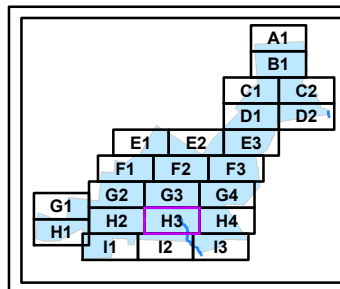 A1
B1
C1 C2
D1 D2
E1 E2 E3
F1 F2 F3
G1 G2 G3 G4
H1 H2 H3 H4
I1 I2 I3